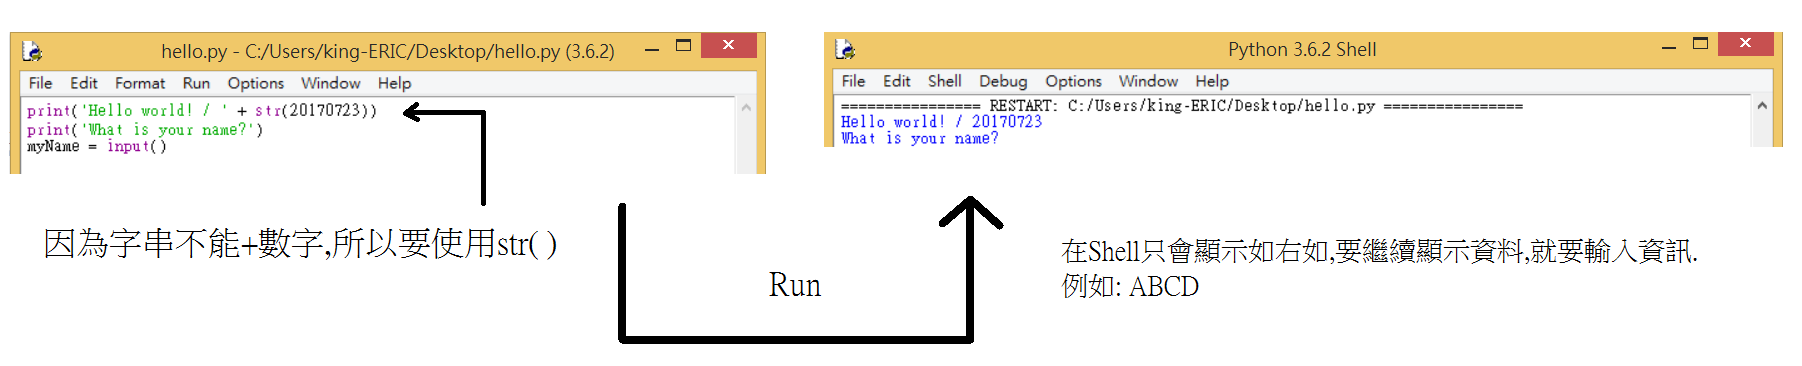 hello.py - C:/Users/king-ERIC/Desktop/hello.py (3.6.2)
File Edit Format Run Options Window Help
print('Hello world! / ' + str(20170723))
print('What is your name?')
myName = input()
因為字串不能+數字,所以要使用str( )
Run
Python 3.6.2 Shell
File Edit Shell Debug Options Window Help
================ RESTART: C:/Users/king-ERIC/Desktop/hello.py ================
Hello world! / 20170723
What is your name?
在Shell只會顯示如右如,要繼續顯示資料,就要輸入資訊.
例如: ABCD